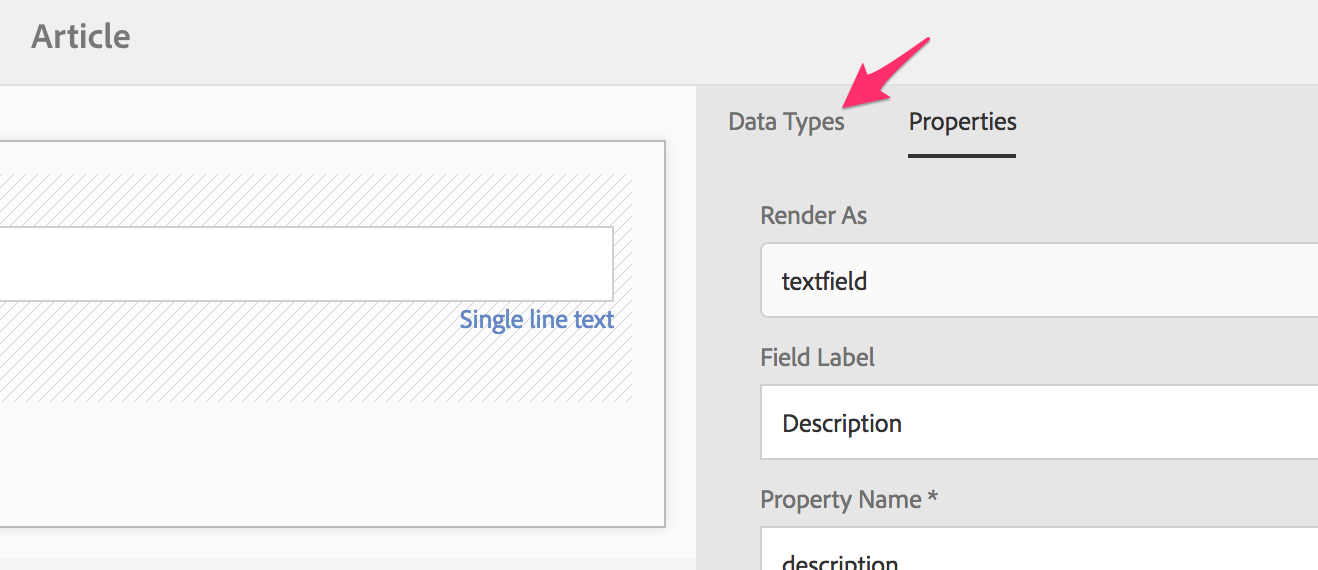 Article
Data Types
Properties
Single line text
Render As
textfield
Field Label
Description
Property Name *
description